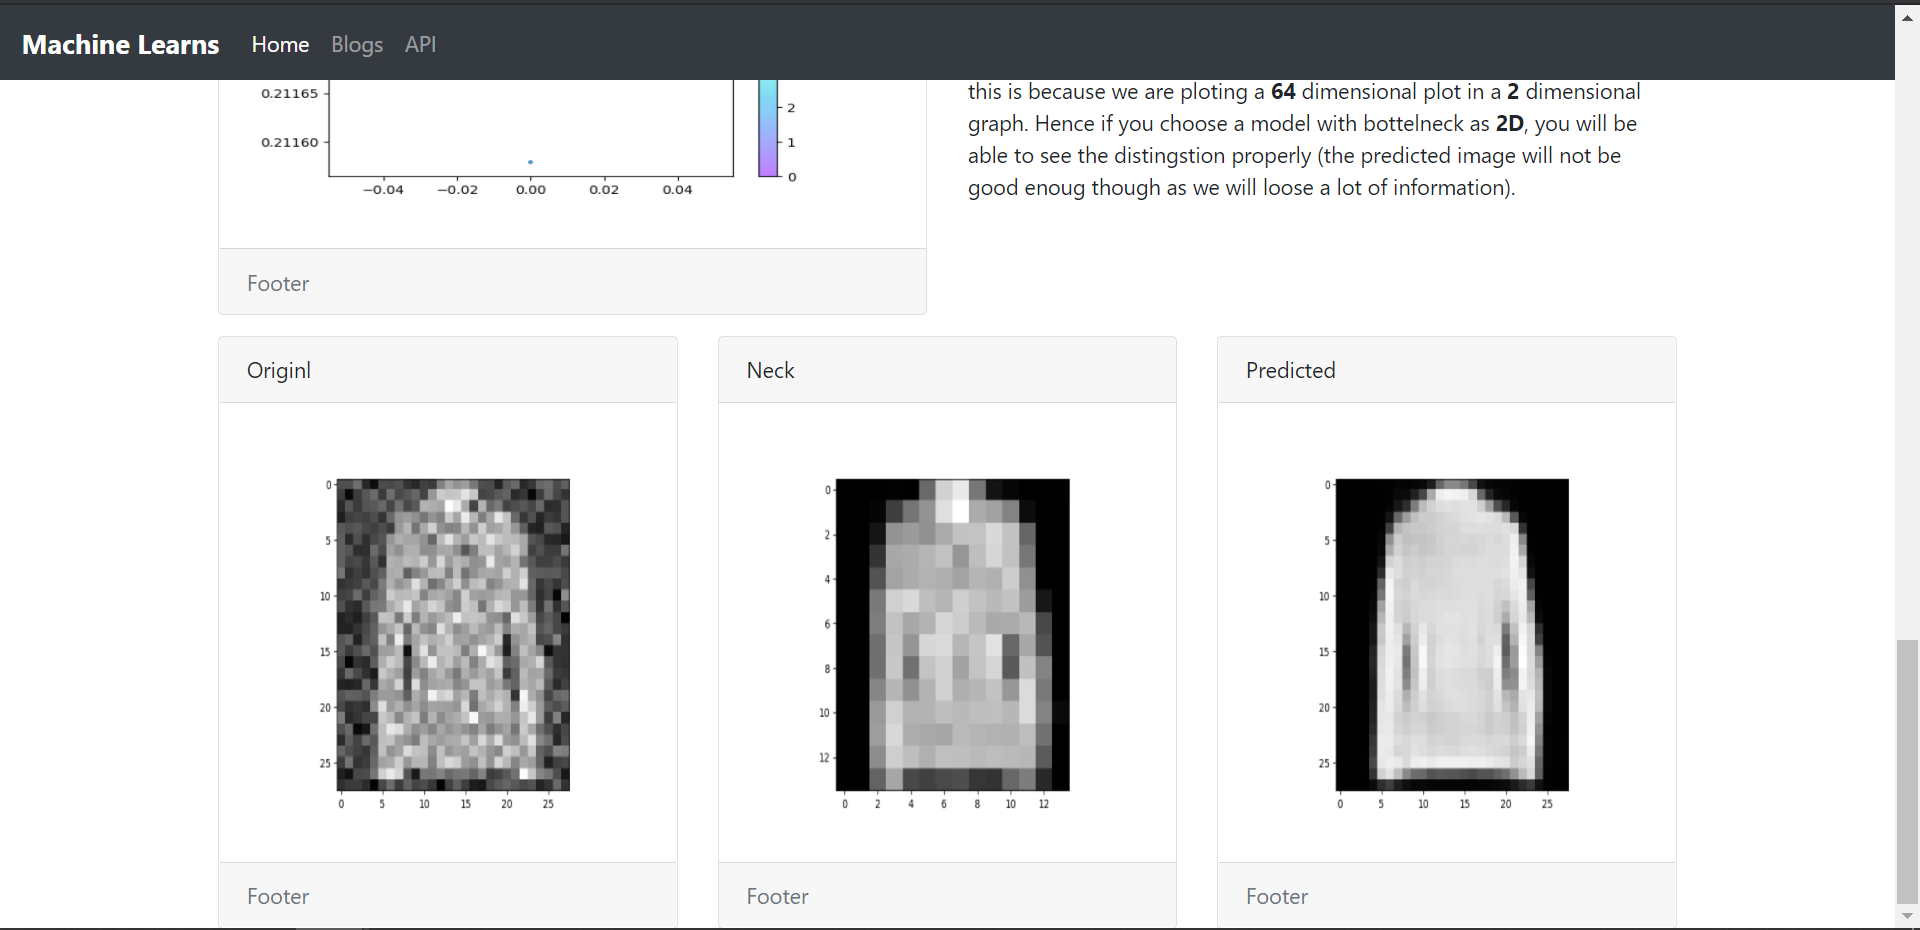 Machine Learns Home Blogs API
0.21165
0.21160
−0.04 −0.02 0.00 0.02 0.04
2
1
0
this is because we are ploting a 64 dimensional plot in a 2 dimensional
graph. Hence if you choose a model with bottelneck as 2D, you will be
able to see the distingstion properly (the predicted image will not be
good enoug though as we will loose a lot of information).
Footer
Originl
0
5
10
15
20
25
0 5 10 15 20 25
Footer
Neck
0
2
4
6
8
10
12
0 2 4 6 8 10 12
Footer
Predicted
0
5
10
15
20
25
0 5 10 15 20 25
Footer